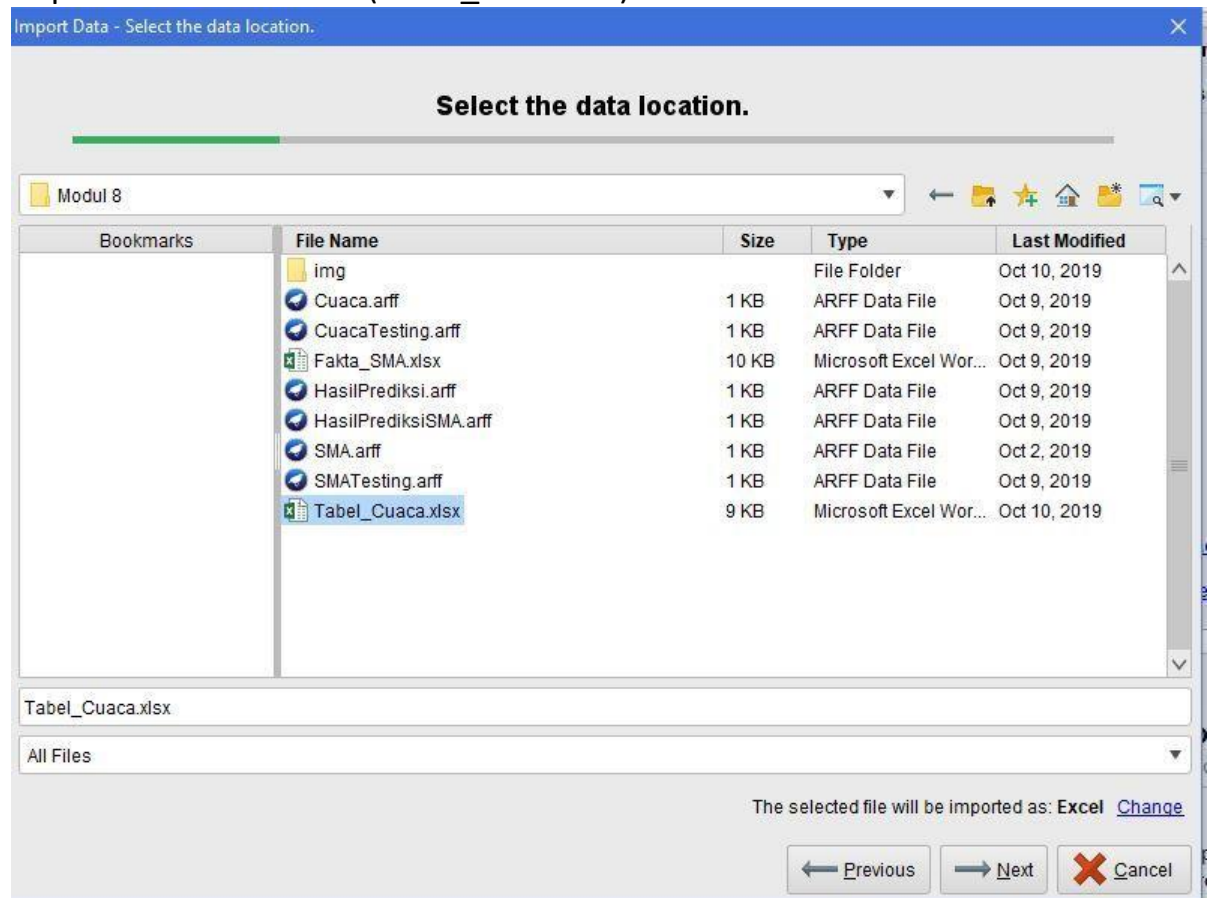 Import Data - Select the data location.
Select the data location.
Modul 8
Bookmarks File Name Size Type Last Modified
img File Folder Oct 10, 2019
Cuaca.arff 1 KB ARFF Data File Oct 9, 2019
CuacaTesting.arff 1 KB ARFF Data File Oct 9, 2019
Fakta_SMA.xlsx 10 KB Microsoft Excel Wor... Oct 9, 2019
HasilPrediksi.arff 1 KB ARFF Data File Oct 9, 2019
HasilPrediksiSMA.arff 1 KB ARFF Data File Oct 9, 2019
SMA.arff 1 KB ARFF Data File Oct 2, 2019
SMATesting.arff 1 KB ARFF Data File Oct 9, 2019
Tabel_Cuaca.xlsx 9 KB Microsoft Excel Wor... Oct 10, 2019
Tabel_Cuaca.xlsx
All Files
The selected file will be imported as: Excel Change
Previous Next Cancel